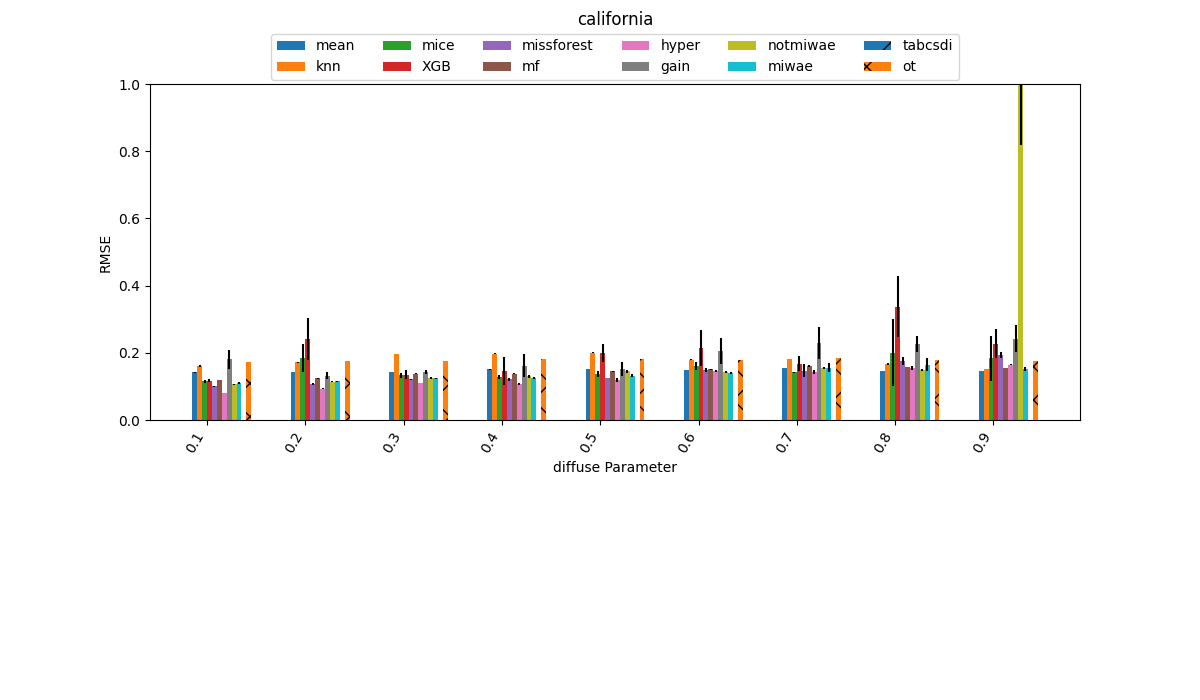 california
mean mice missforest hyper notmiwae tabcsdi
knn XGB mf gain miwae ot
1.0
0.8
0.6
0.4
0.2
0.0
RMSE
0.1 0.2 0.3 0.4 0.5 0.6 0.7 0.8 0.9
diffuse Parameter